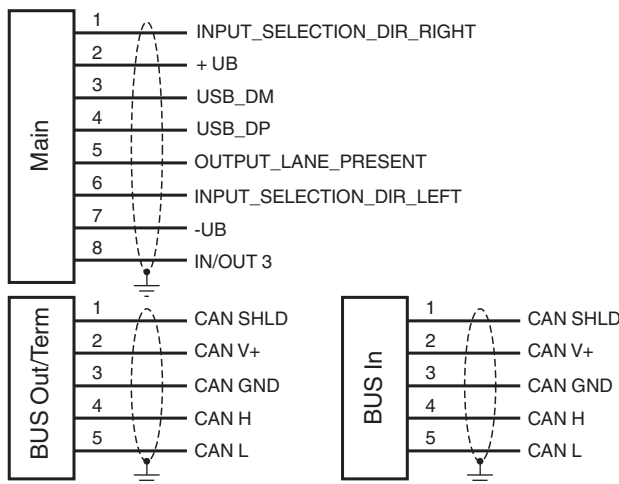 Main
1 INPUT_SELECTION_DIR_RIGHT
2 + UB
3 USB_DM
4 USB_DP
5 OUTPUT_LANE_PRESENT
6 INPUT_SELECTION_DIR_LEFT
7 -UB
8 IN/OUT 3
BUS Out/Term
1 CAN SHLD
2 CAN V+
3 CAN GND
4 CAN H
5 CAN L
BUS In
1 CAN SHLD
2 CAN V+
3 CAN GND
4 CAN H
5 CAN L